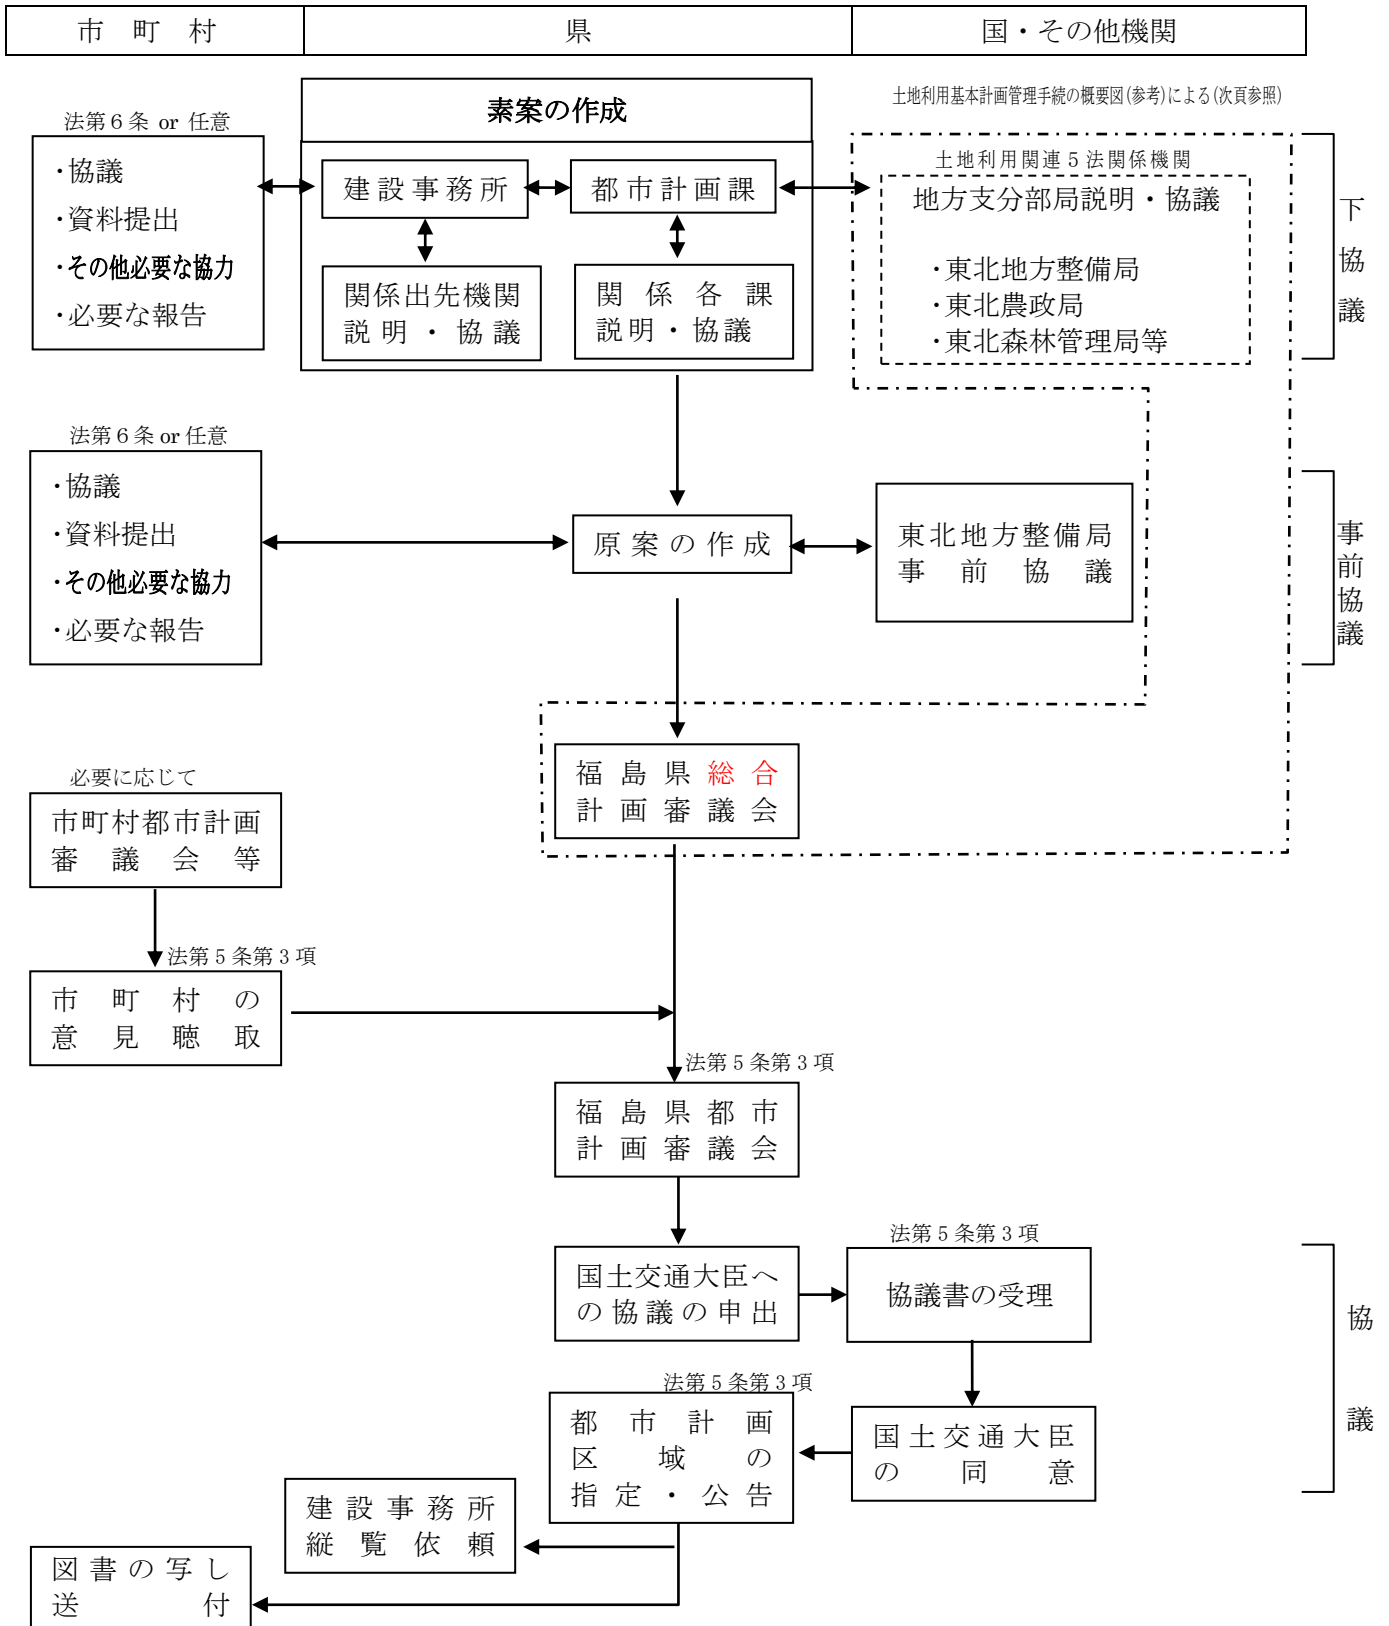 市町村
県
国・その他機関
土地利用基本計画管理手続の概要図(参考)による(次頁参照)
素案の作成
法第6条 or 任意
・協議
・資料提出
・その他必要な協力
・必要な報告
建設事務所
都市計画課
関係出先機関
説明・協議
関係各課
説明・協議
土地利用関連5法関係機関
地方支分部局説明・協議
・東北地方整備局
・東北農政局
・東北森林管理局等
下協議
法第6条 or 任意
・協議
・資料提出
・その他必要な協力
・必要な報告
原案の作成
東北地方整備局
事前協議
事前協議
福島県総合
計画審議会
必要に応じて
市町村都市計画
審議会等
法第5条第3項
市町村の
意見聴取
法第5条第3項
福島県都市
計画審議会
国土交通大臣へ
の協議の申出
法第5条第3項
協議書の受理
協議
法第5条第3項
都市計画
区域の
指定・公告
国土交通大臣
の同意
建設事務所
縦覧依頼
図書の写し
送付